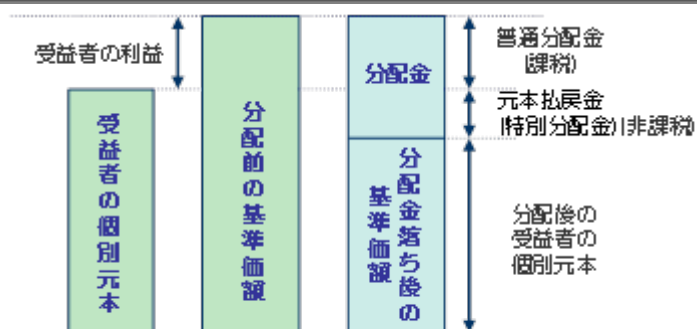 受益者の利益
受益者の個別元本
分配前の基準価額
分配金
分配金落ち後の
基準価額
普通分配金
(課税)
元本払戻金
(特別分配金)(非課税)
分配後の
受益者の
個別元本